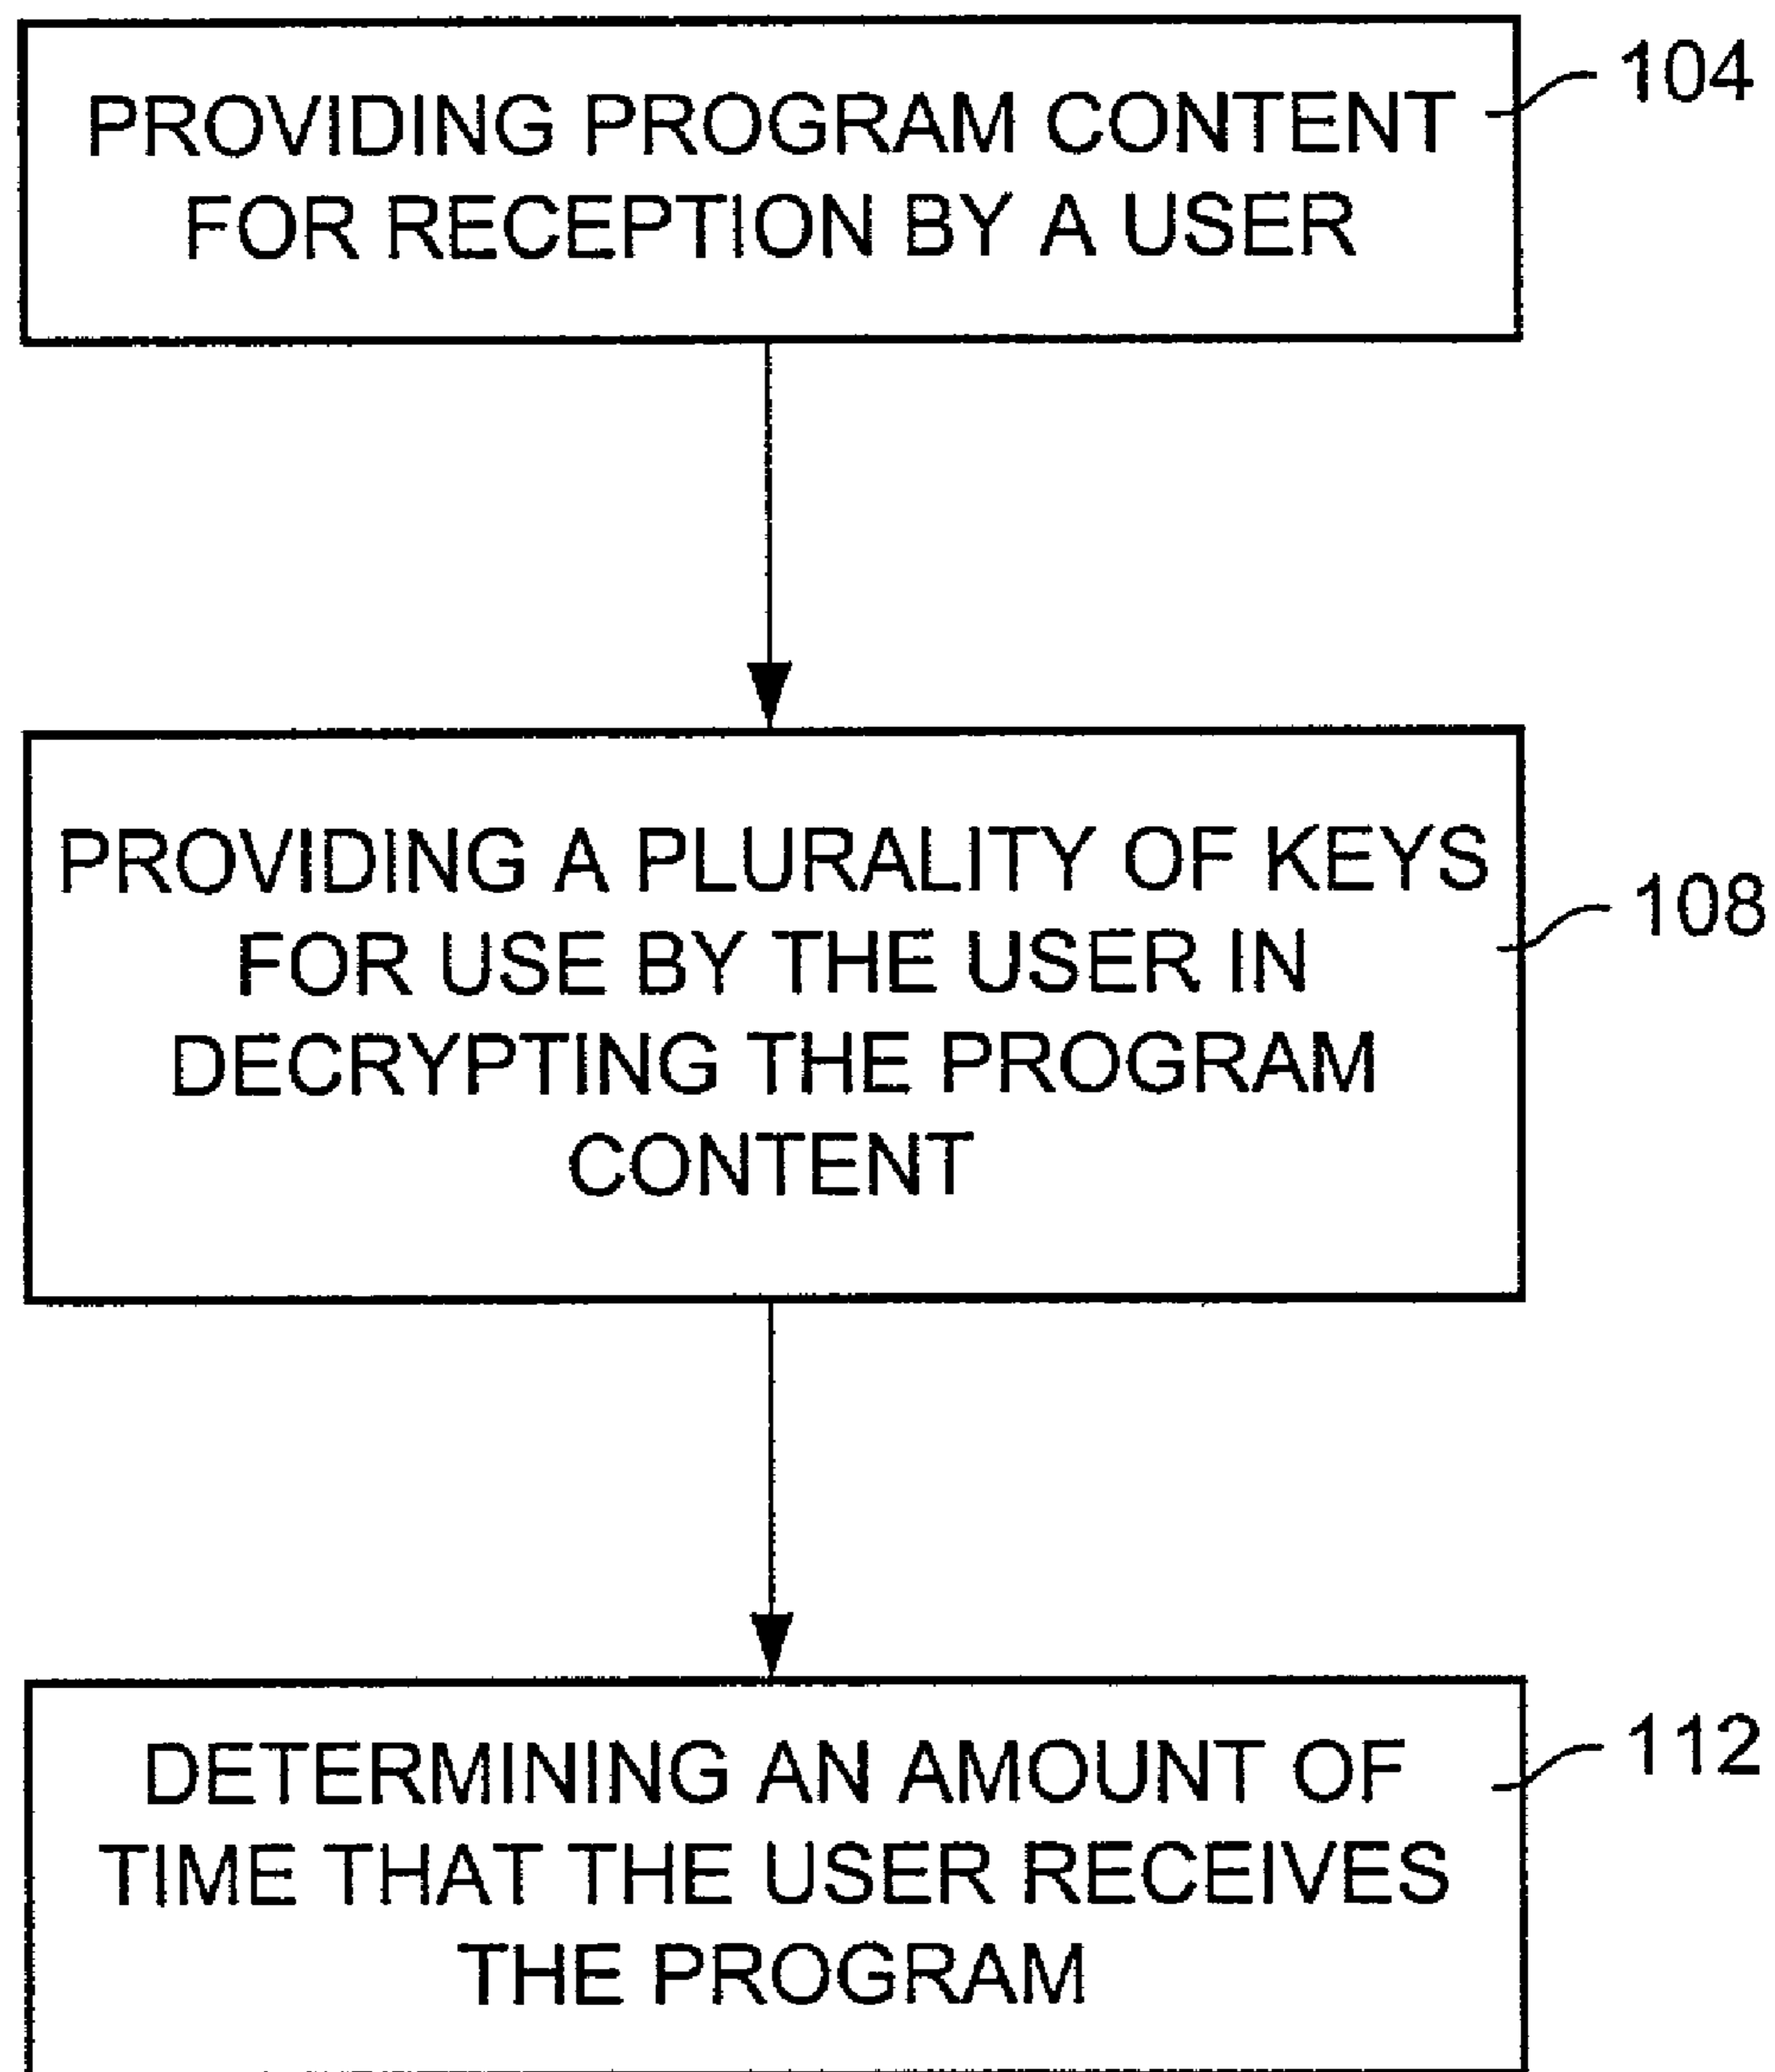 PROVIDING PROGRAM CONTENT
FOR RECEPTION BY A USER
104
PROVIDING A PLURALITY OF KEYS
FOR USE BY THE USER IN
DECRYPTING THE PROGRAM
CONTENT
108
DETERMINING AN AMOUNT OF
TIME THAT THE USER RECEIVES
THE PROGRAM
112